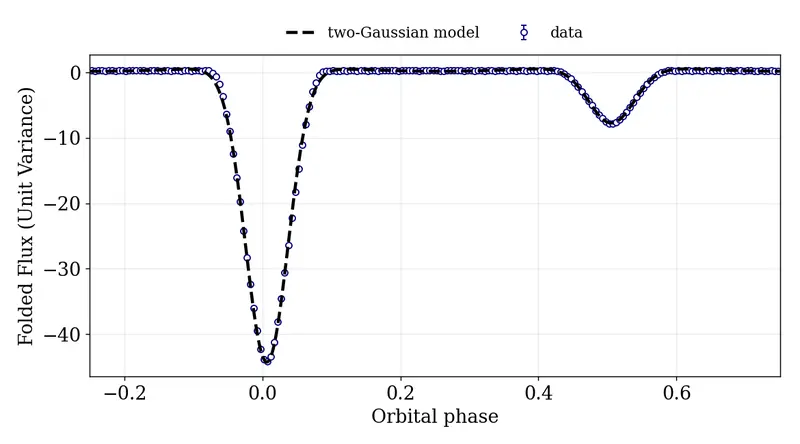 two-Gaussian model data
Folded Flux (Unit Variance)
0
−10
−20
−30
−40
−0.2 0.0 0.2 0.4 0.6
Orbital phase